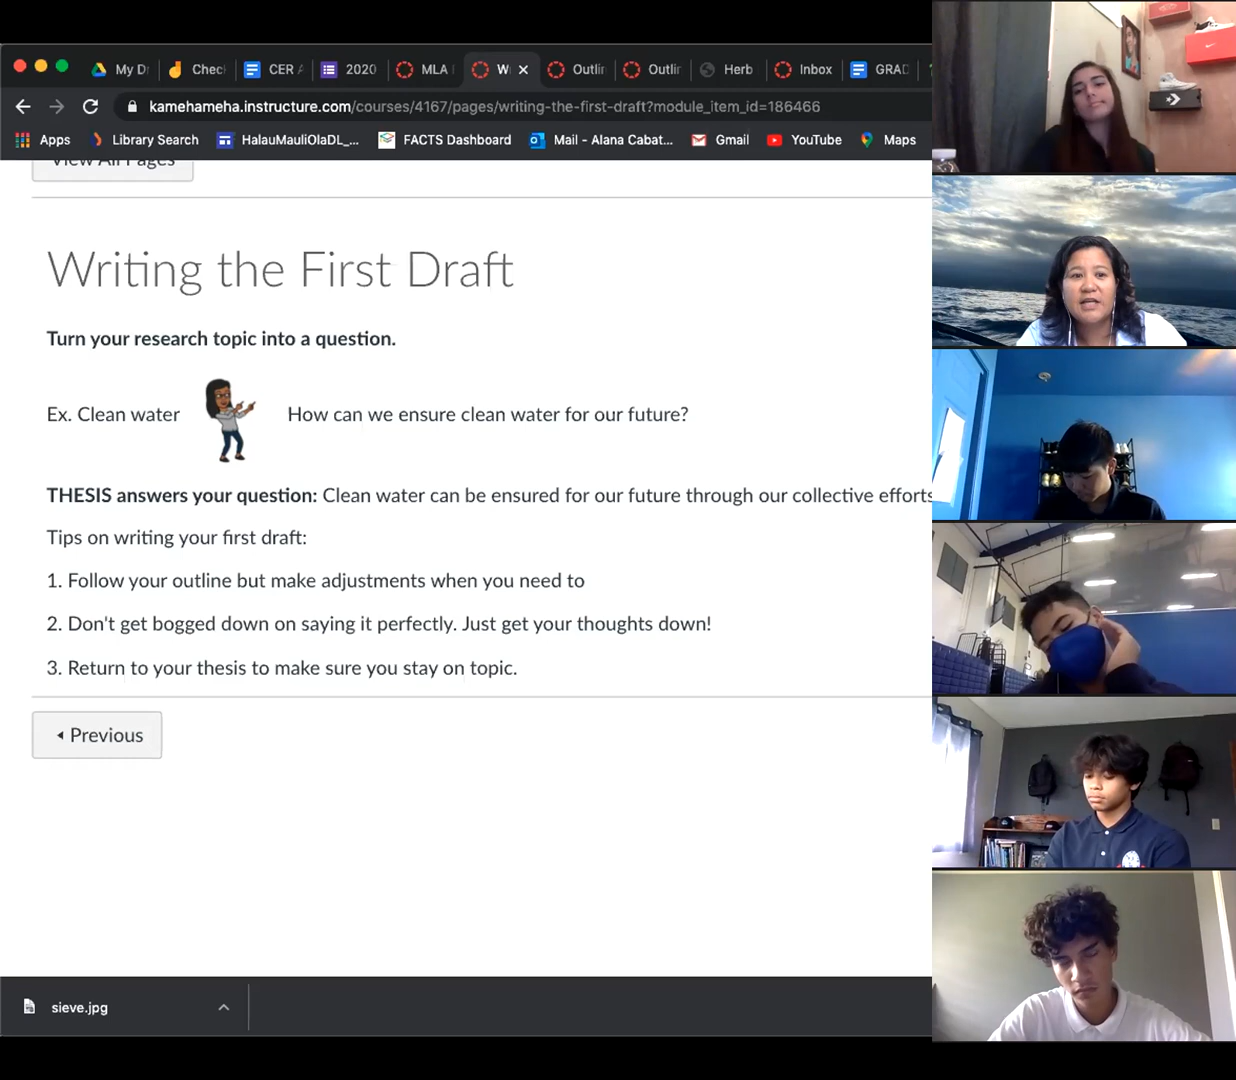 My D
Chec
CER A
2020
MLA
W
Outlin
Outlin
Herb
Inbox
GRAD
kamehameha.instructure.com/courses/4167/pages/writing-the-first-draft?module_item_id=186466
Apps
Library Search
HalauMauliOlaDL_...
FACTS Dashboard
Mail - Alana Cabat...
Gmail
YouTube
Maps
View All Pages
Writing the First Draft
Turn your research topic into a question.
Ex. Clean water How can we ensure clean water for our future?
THESIS answers your question: Clean water can be ensured for our future through our collective efforts
Tips on writing your first draft:
1. Follow your outline but make adjustments when you need to
2. Don't get bogged down on saying it perfectly. Just get your thoughts down!
3. Return to your thesis to make sure you stay on topic.
Previous
sieve.jpg